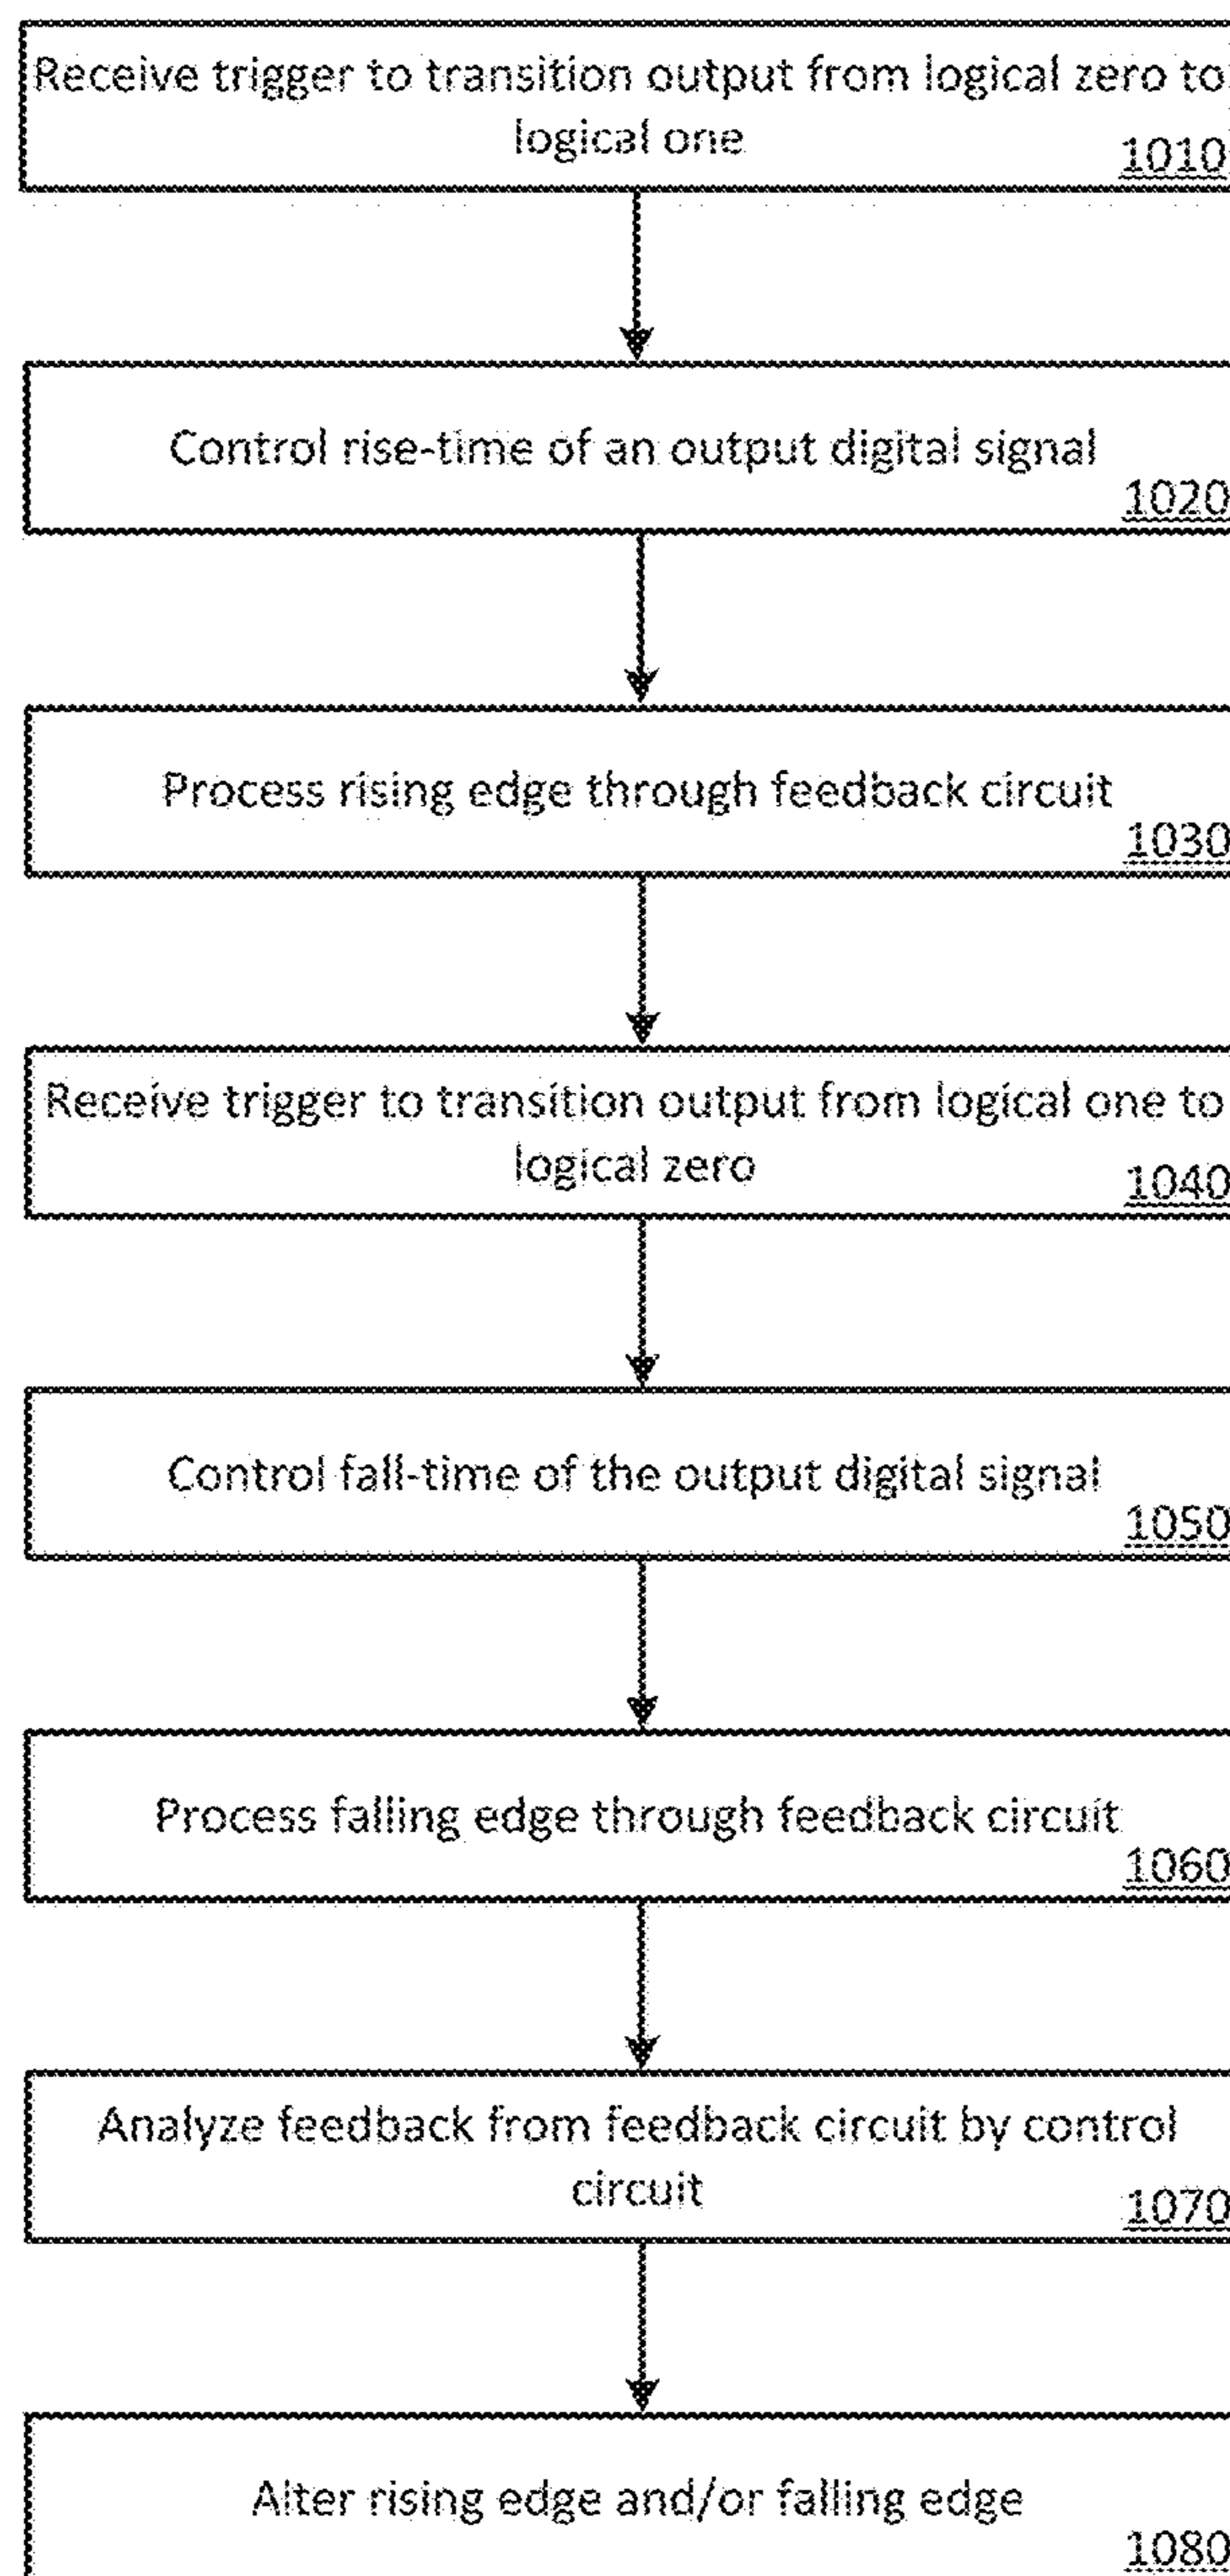 Receive trigger to transition output from logical zero to
logical one
1010
Control rise-time of an output digital signal
1020
Process rising edge through feedback circuit
1030
Receive trigger to transition output from logical one to
logical zero
1040
Control fall-time of the output digital signal
1050
Process falling edge through feedback circuit
1060
Analyze feedback from feedback circuit by control
circuit
1070
Alter rising edge and/or falling edge
1080